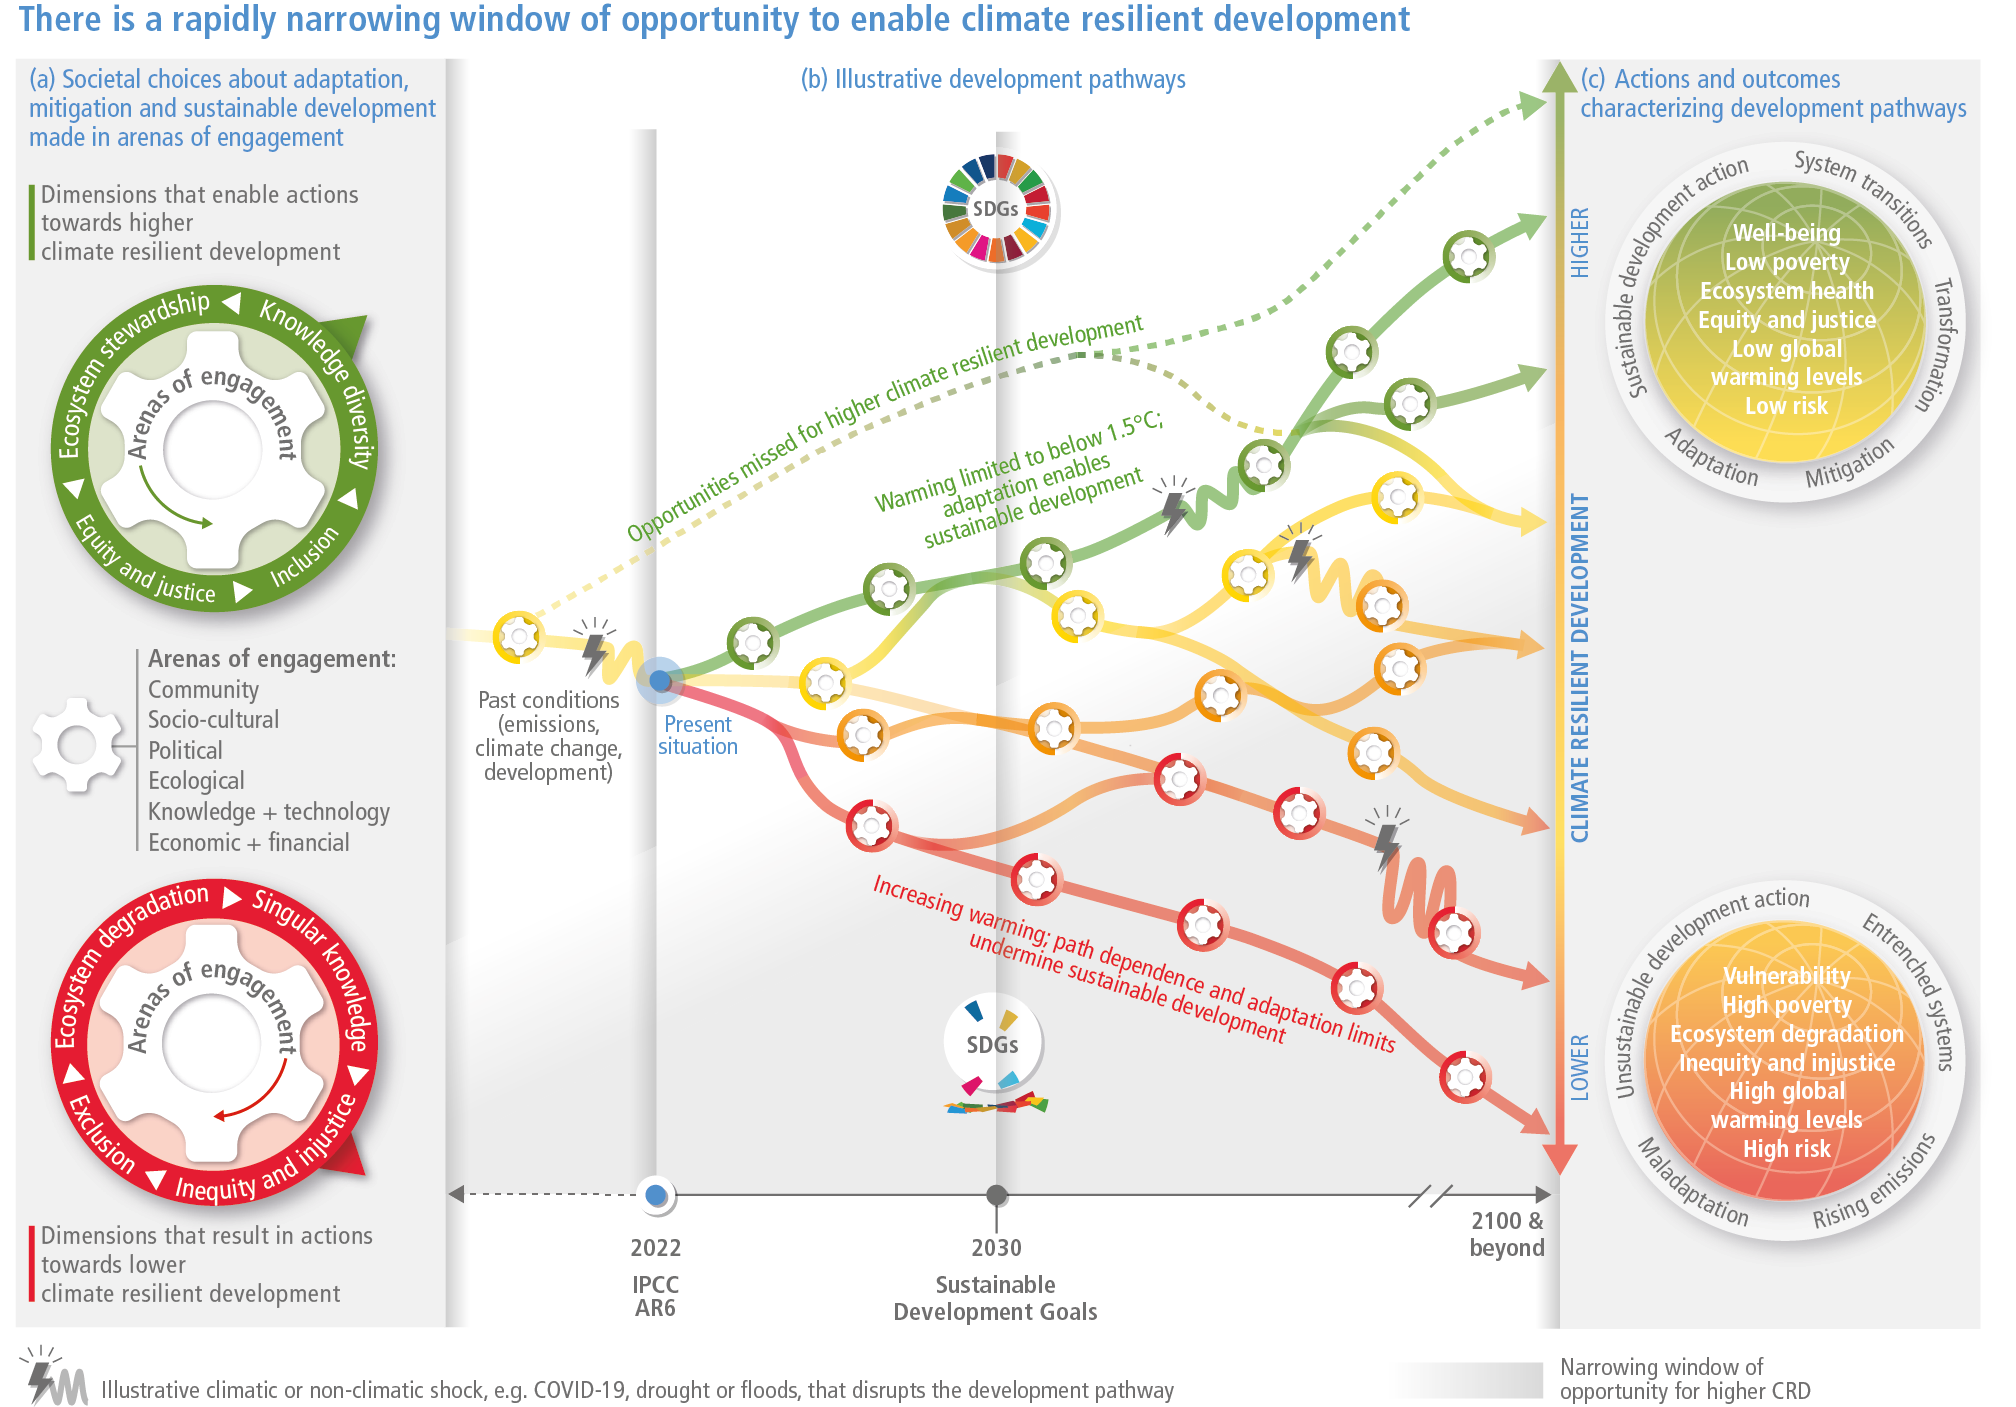 There is a rapidly narrowing window of opportunity to enable climate resilient development
(a) Societal choices about adaptation,
mitigation and sustainable development
made in arenas of engagement
Dimensions that enable actions
towards higher
climate resilient development
Ecosystem stewardship
Knowledge diversity
Inclusion
Equity and justice
Arenas of engagement
Arenas of engagement:
Community
Socio-cultural
Political
Ecological
Knowledge + technology
Economic + financial
Ecosystem degradation
Singular knowledge
Inequity and injustice
Exclusion
Arenas of engagement
Dimensions that result in actions
towards lower
climate resilient development
(b) Illustrative development pathways
SDGs
Opportunities missed for higher climate resilient development
Warming limited to below 1.5°C;
adaptation enables
sustainable development
Past conditions
(emissions,
climate change,
development)
Present
situation
Increasing warming; path dependence and adaptation limits
undermine sustainable development
SDGs
2022
IPCC
AR6
2030
Sustainable
Development Goals
2100 &
beyond
HIGHER
CLIMATE RESILIENT DEVELOPMENT
LOWER
(c) Actions and outcomes
characterizing development pathways
Sustainable development action
System transitions
Transformation
Mitigation
Adaptation
Well-being
Low poverty
Ecosystem health
Equity and justice
Low global
warming levels
Low risk
Unsustainable development action
Entrenched systems
Rising emissions
Maladaptation
Vulnerability
High poverty
Ecosystem degradation
Inequity and injustice
High global
warming levels
High risk
Illustrative climatic or non-climatic shock, e.g. COVID-19, drought or floods, that disrupts the development pathway
Narrowing window of
opportunity for higher CRD